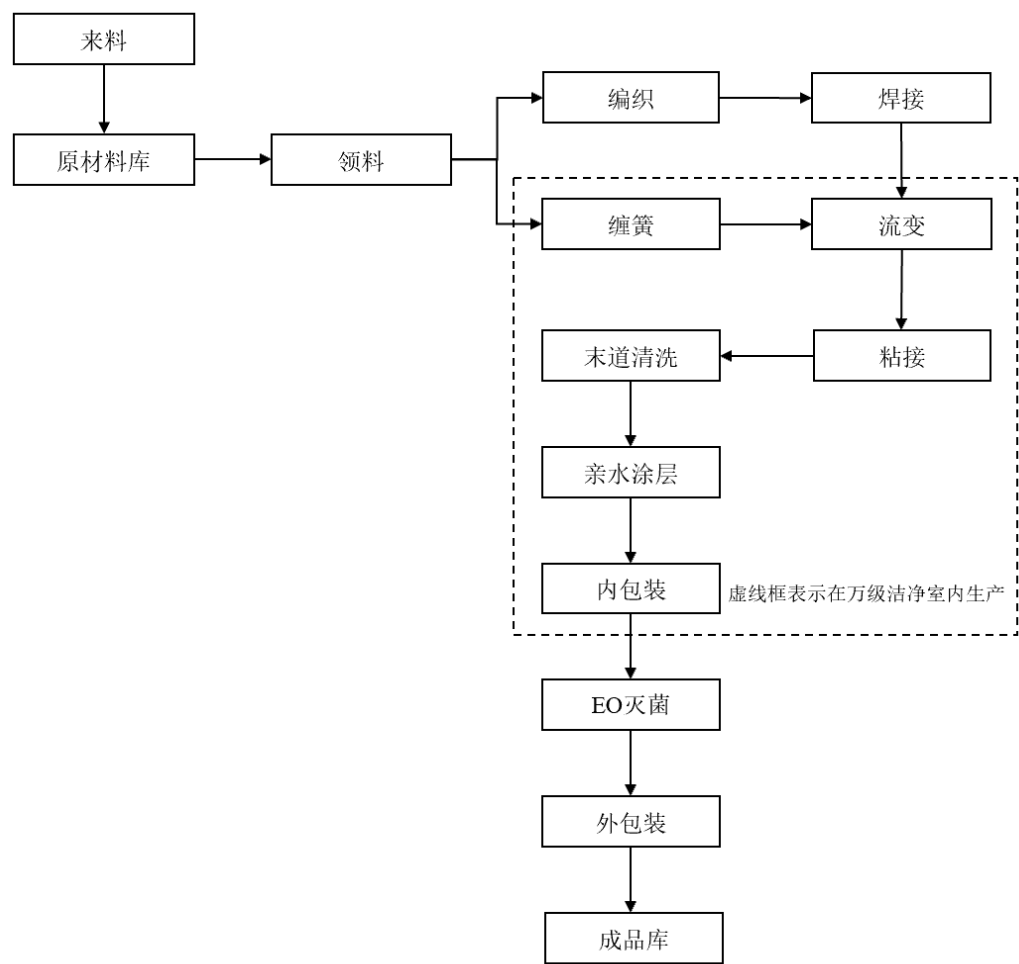 来料
原材料库
领料
编织
焊接
缠簧
流变
末道清洗
粘接
亲水涂层
内包装
虚线框表示在万级洁净室内生产
EO灭菌
外包装
成品库